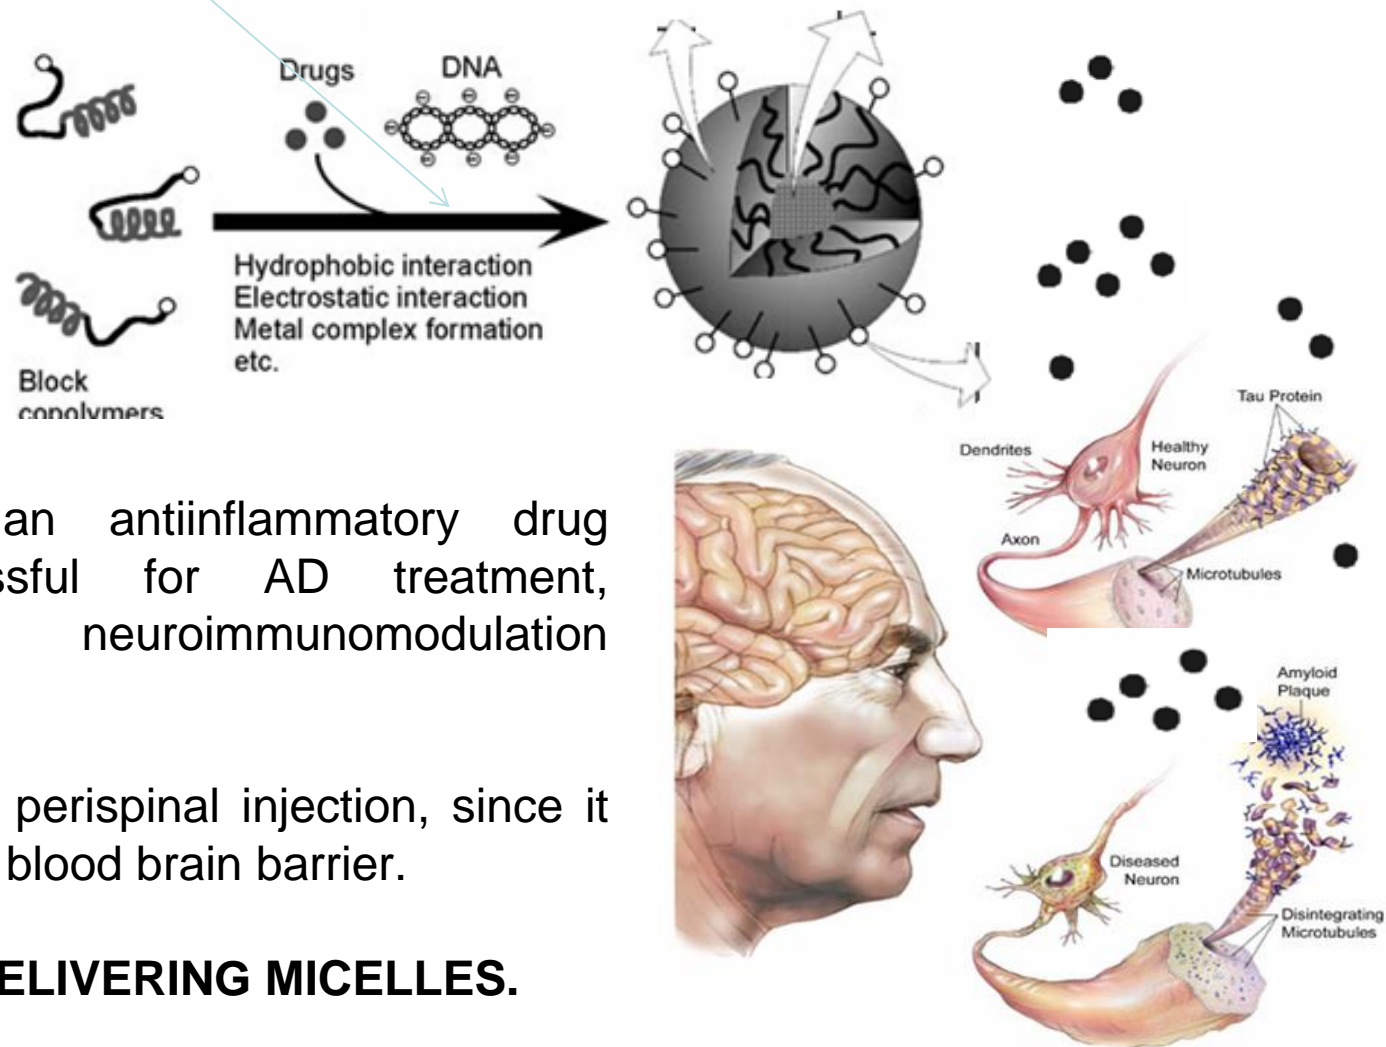 Drugs
DNA
Hydrophobic interaction
Electrostatic interaction
Metal complex formation
etc.
Block
copolymers
an antiinflammatory drug
for AD treatment,
neuroimmunomodulation
perispinal injection, since it
blood brain barrier.
ELIVERING MICELLES.
Tau Protein
Dendrites
Healthy
Neuron
Axon
Microtubules
Amyloid
Plaque
Diseased
Neuron
Disintegrating
Microtubules